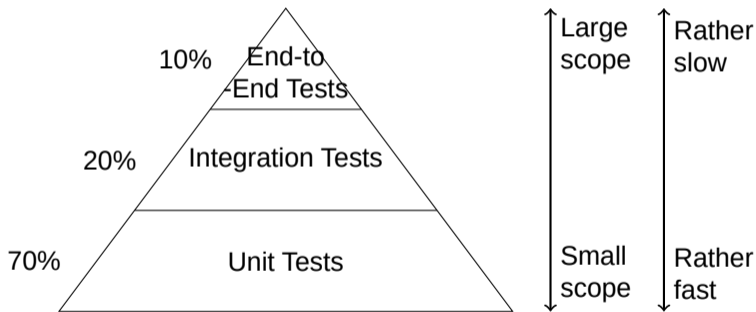 10%
End-to
-End Tests
20%
Integration Tests
70%
Unit Tests
Large
scope
Small
scope
Rather
slow
Rather
fast